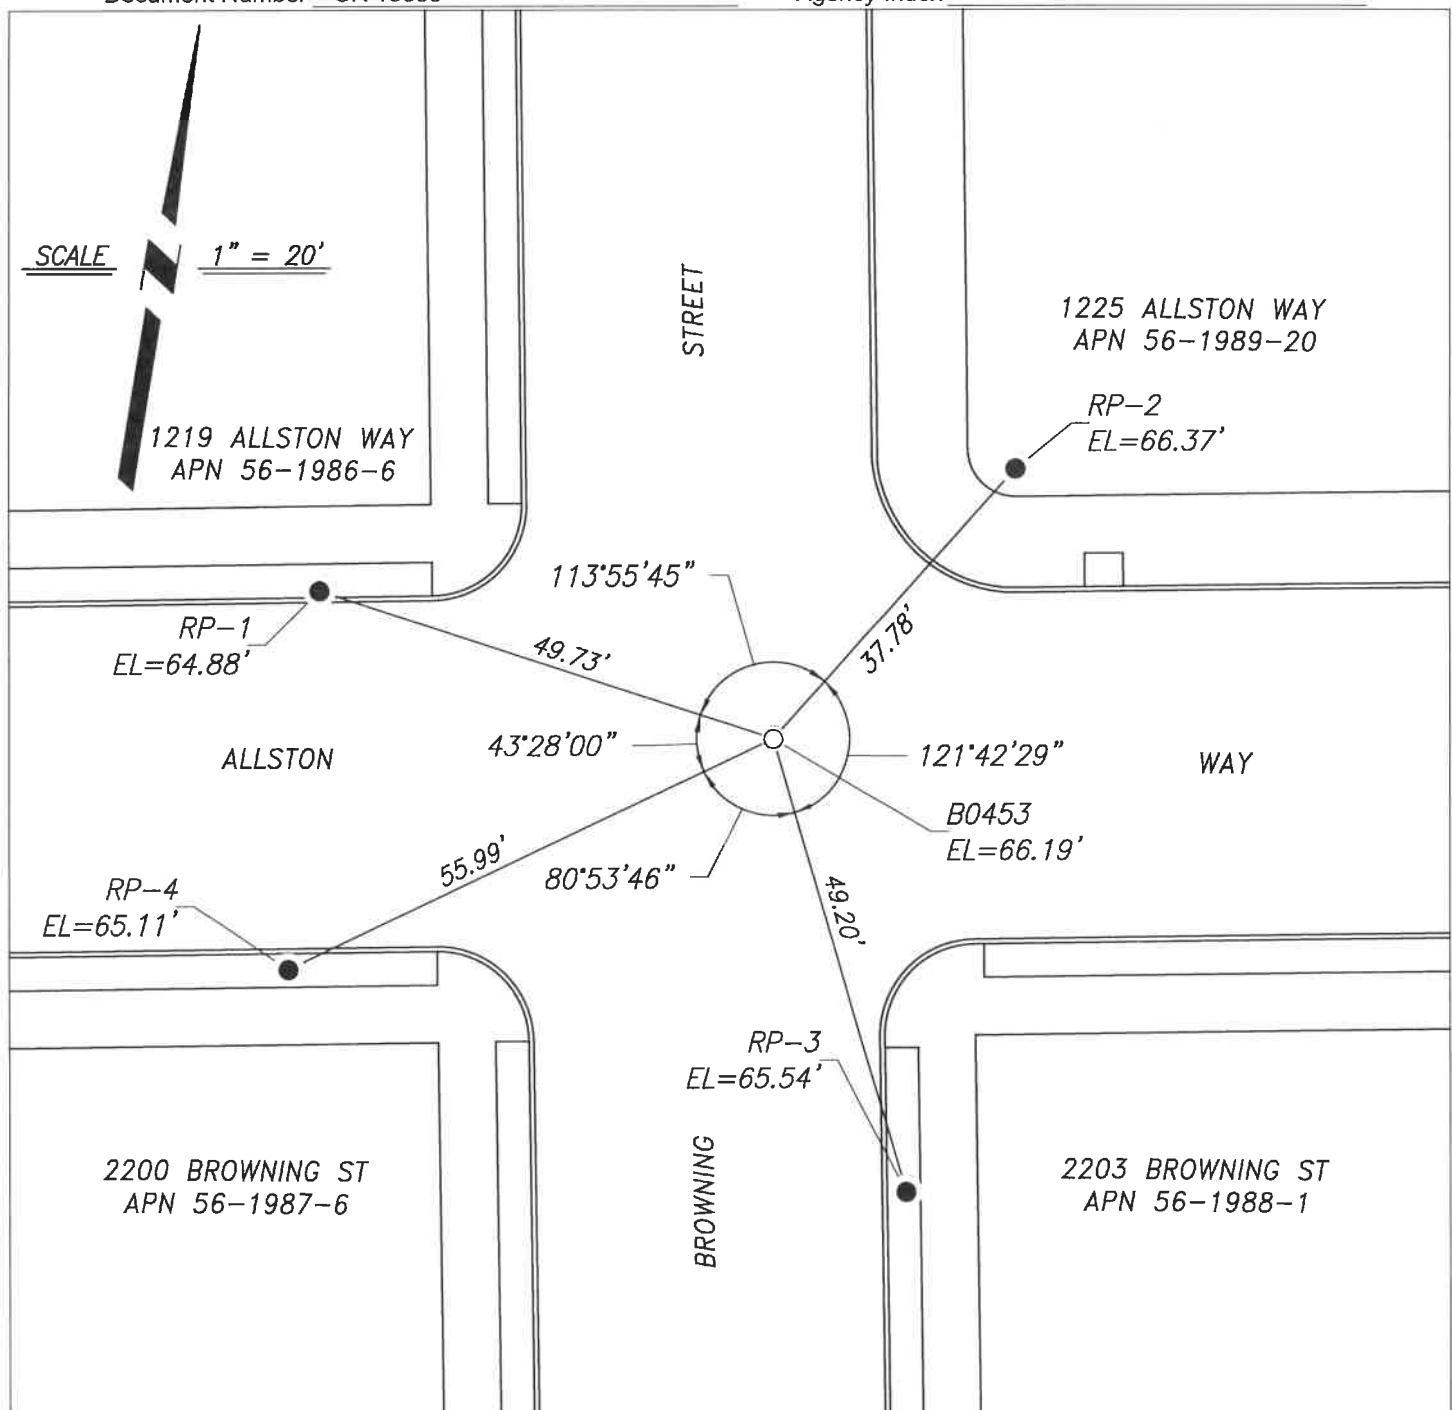 SCALE 1" = 20'
STREET
1225 ALLSTON WAY
APN 56-1989-20
RP-2
EL=66.37'
1219 ALLSTON WAY
APN 56-1986-6
113°55'45"
RP-1
EL=64.88'
49.73'
37.78'
43°28'00"
121°42'29"
ALLSTON
WAY
B0453
EL=66.19'
55.99'
80°53'46"
49.20'
RP-4
EL=65.11'
RP-3
EL=65.54'
2200 BROWNING ST
APN 56-1987-6
BROWNING
2203 BROWNING ST
APN 56-1988-1